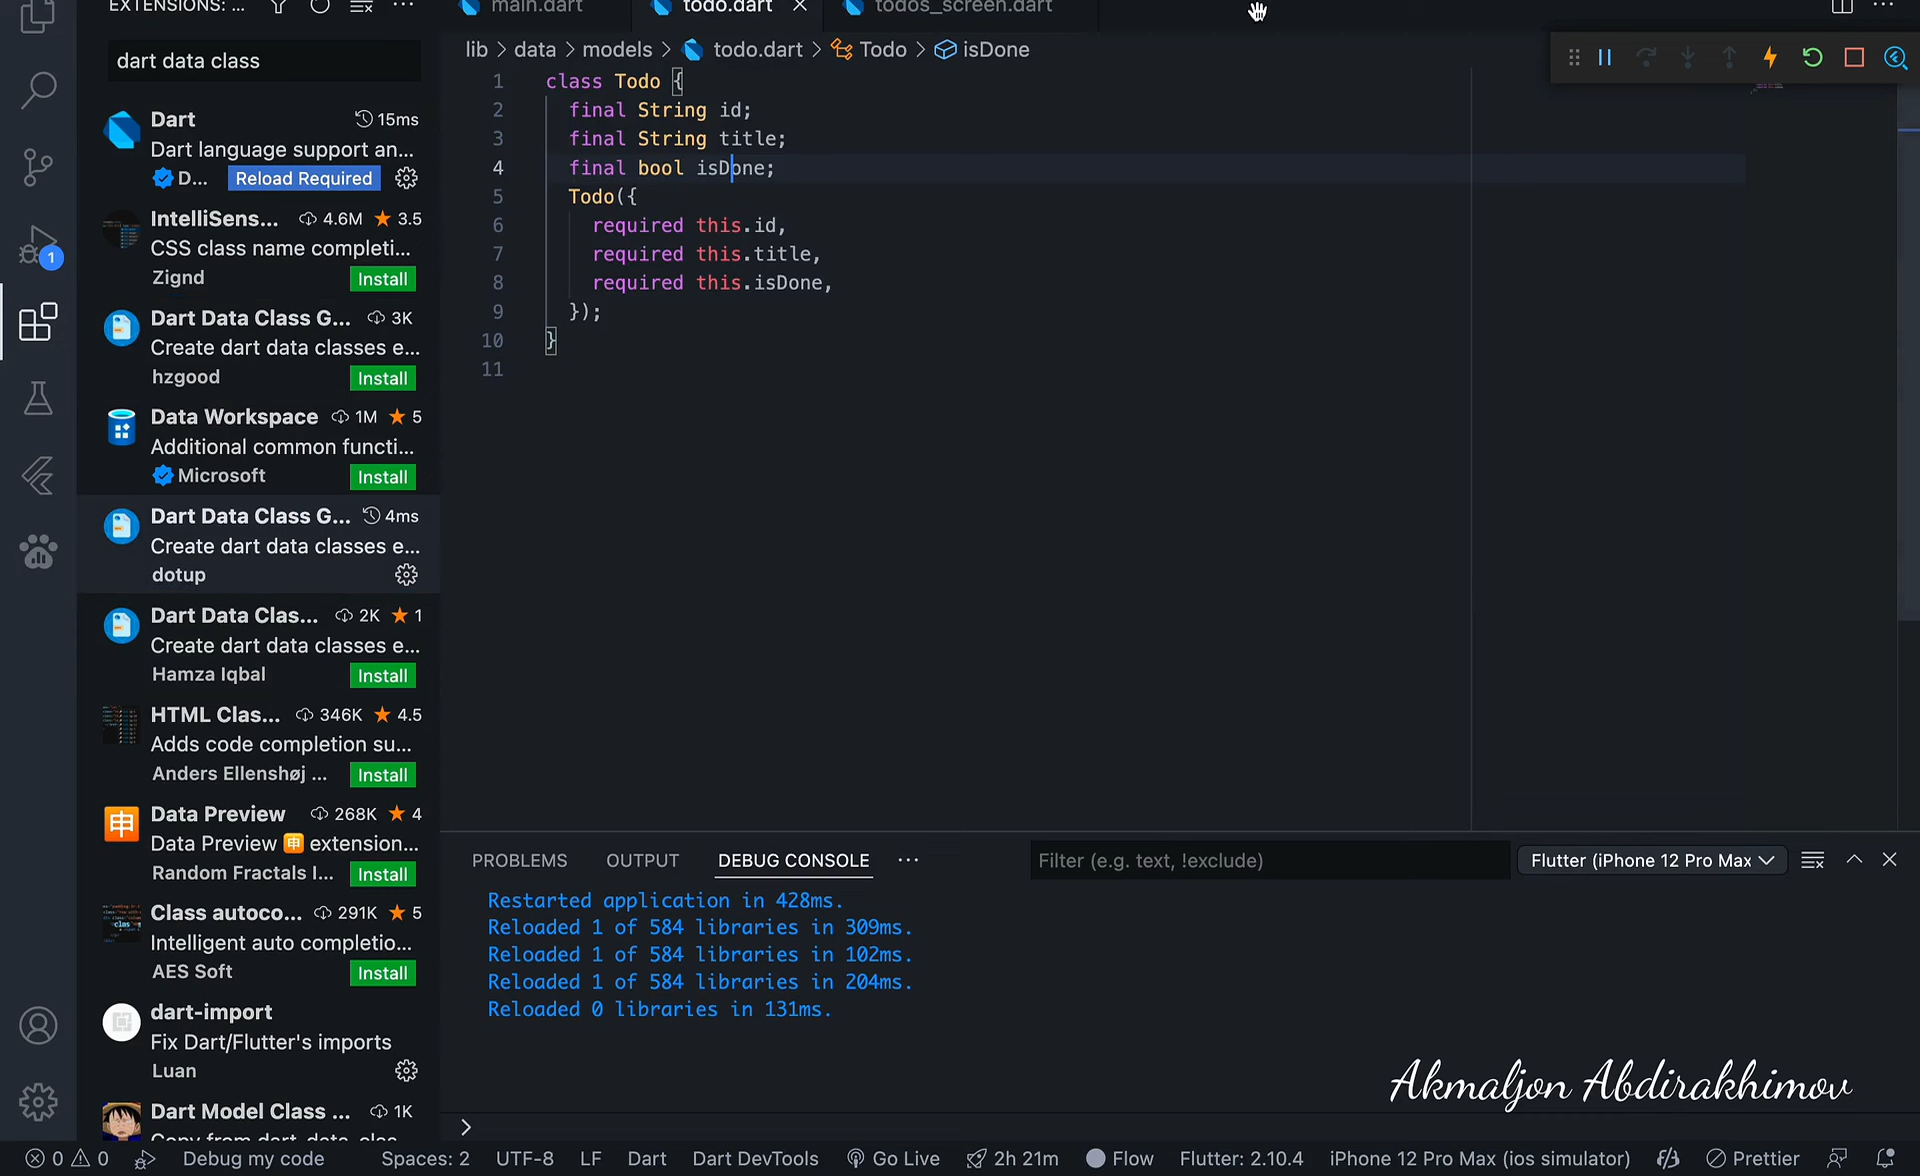 EXTENSIONS: ...
main.dart
todo.dart
todos_screen.dart
dart data class
lib > data > models > todo.dart > Todo > isDone
Dart 15ms
Dart language support an...
D... Reload Required
IntelliSens... 4.6M ★ 3.5
CSS class name completi...
Zignd Install
Dart Data Class G... 3K
Create dart data classes e...
hzgood Install
Data Workspace 1M ★ 5
Additional common functi...
Microsoft Install
Dart Data Class G... 4ms
Create dart data classes e...
dotup
Dart Data Clas... 2K ★ 1
Create dart data classes e...
Hamza Iqbal Install
HTML Clas... 346K ★ 4.5
Adds code completion su...
Anders Ellenshøj ... Install
Data Preview 268K ★ 4
Data Preview 🈸 extension...
Random Fractals I... Install
Class autoco... 291K ★ 5
Intelligent auto completio...
AES Soft Install
dart-import
Fix Dart/Flutter's imports
Luan
Dart Model Class ... 1K
1
1 class Todo {
2 final String id;
3 final String title;
4 final bool isDone;
5 Todo({
6 required this.id,
7 required this.title,
8 required this.isDone,
9 });
10 }
11
PROBLEMS OUTPUT DEBUG CONSOLE ...
Filter (e.g. text, !exclude)
Flutter (iPhone 12 Pro Max
Restarted application in 428ms.
Reloaded 1 of 584 libraries in 309ms.
Reloaded 1 of 584 libraries in 102ms.
Reloaded 1 of 584 libraries in 204ms.
Reloaded 0 libraries in 131ms.
Akmaljon Abdirakhimov
>
0 0 Debug my code Spaces: 2 UTF-8 LF Dart Dart DevTools Go Live 2h 21m Flow Flutter: 2.10.4 iPhone 12 Pro Max (ios simulator) Prettier